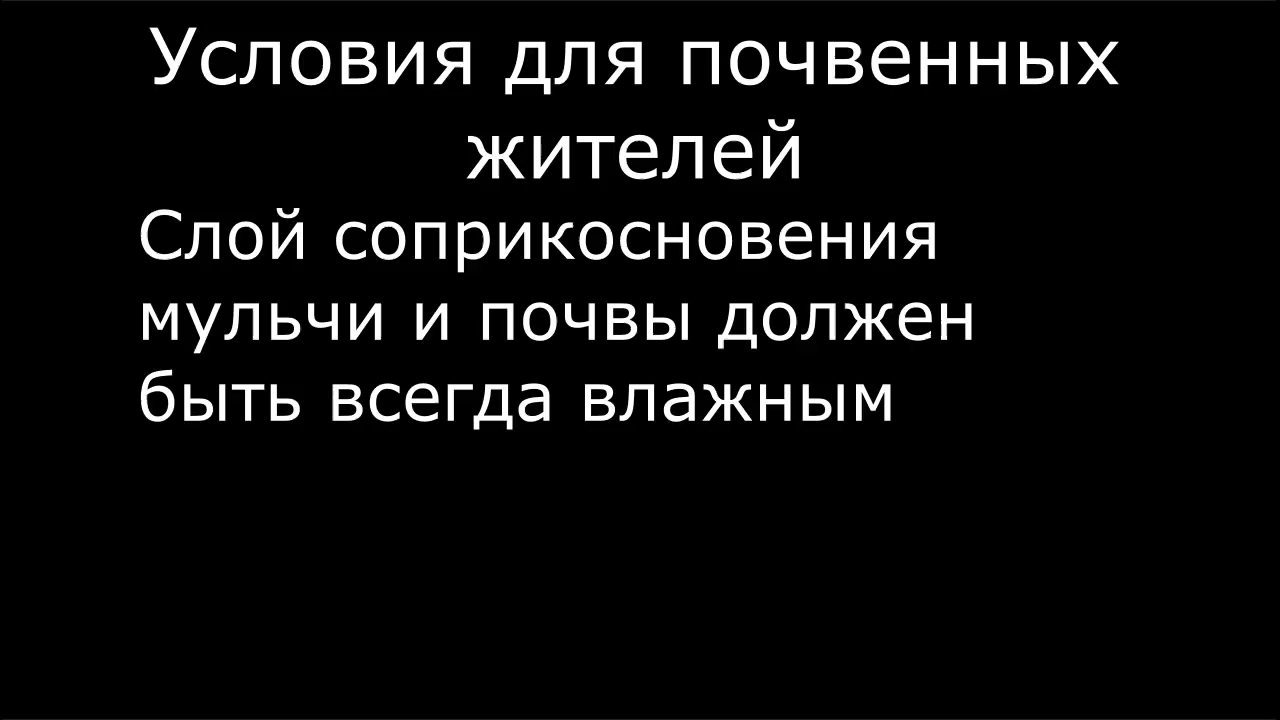 Условия для почвенных
жителей
Слой соприкосновения
мульчи и почвы должен
быть всегда влажным